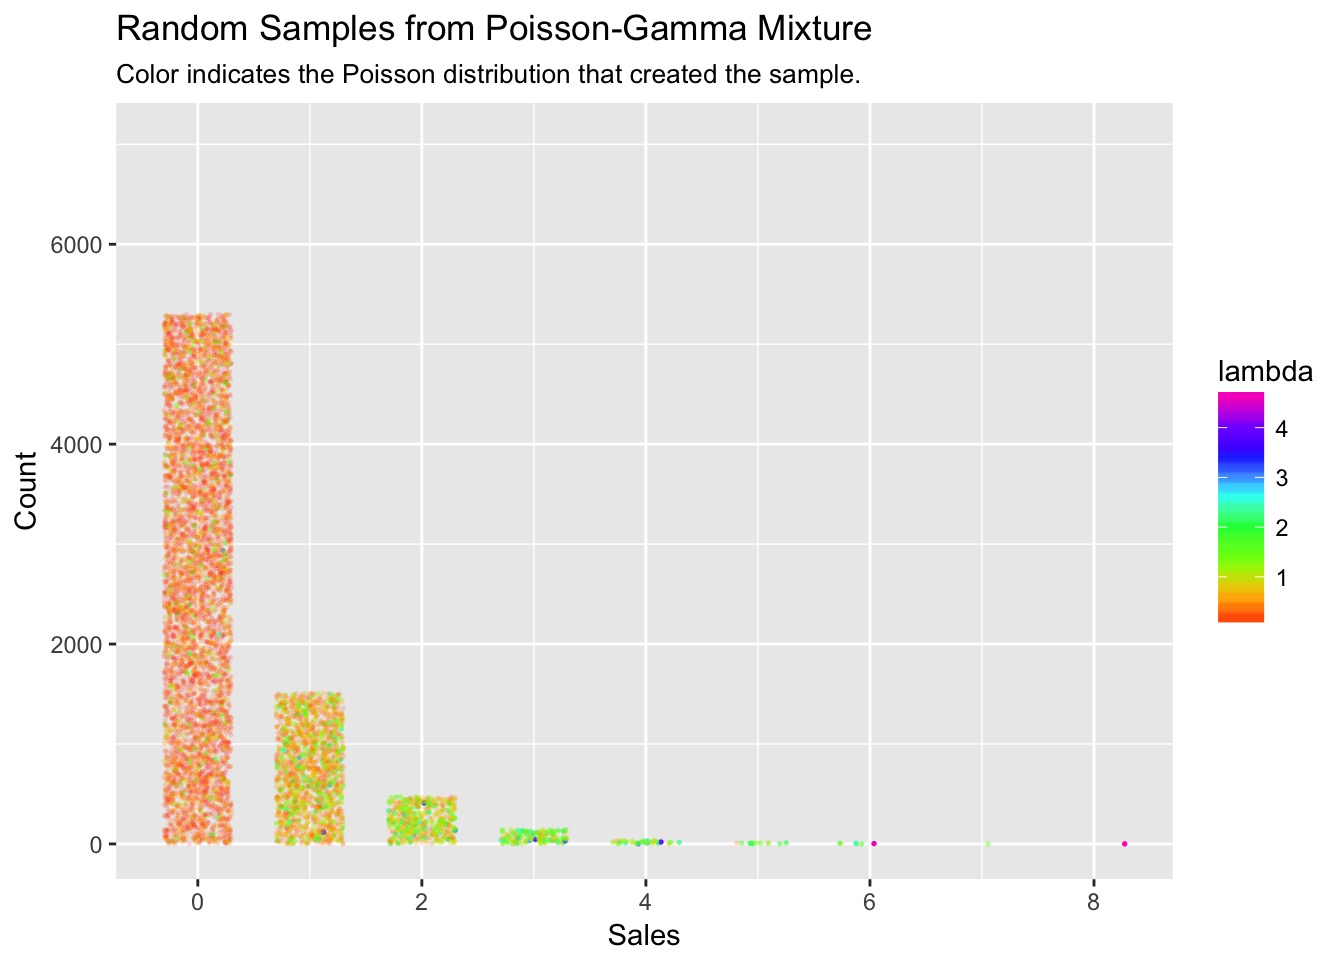 Random Samples from Poisson-Gamma Mixture
Color indicates the Poisson distribution that created the sample.
Count
6000
4000
2000
0
0 2 4 6 8
Sales
lambda
4
3
2
1